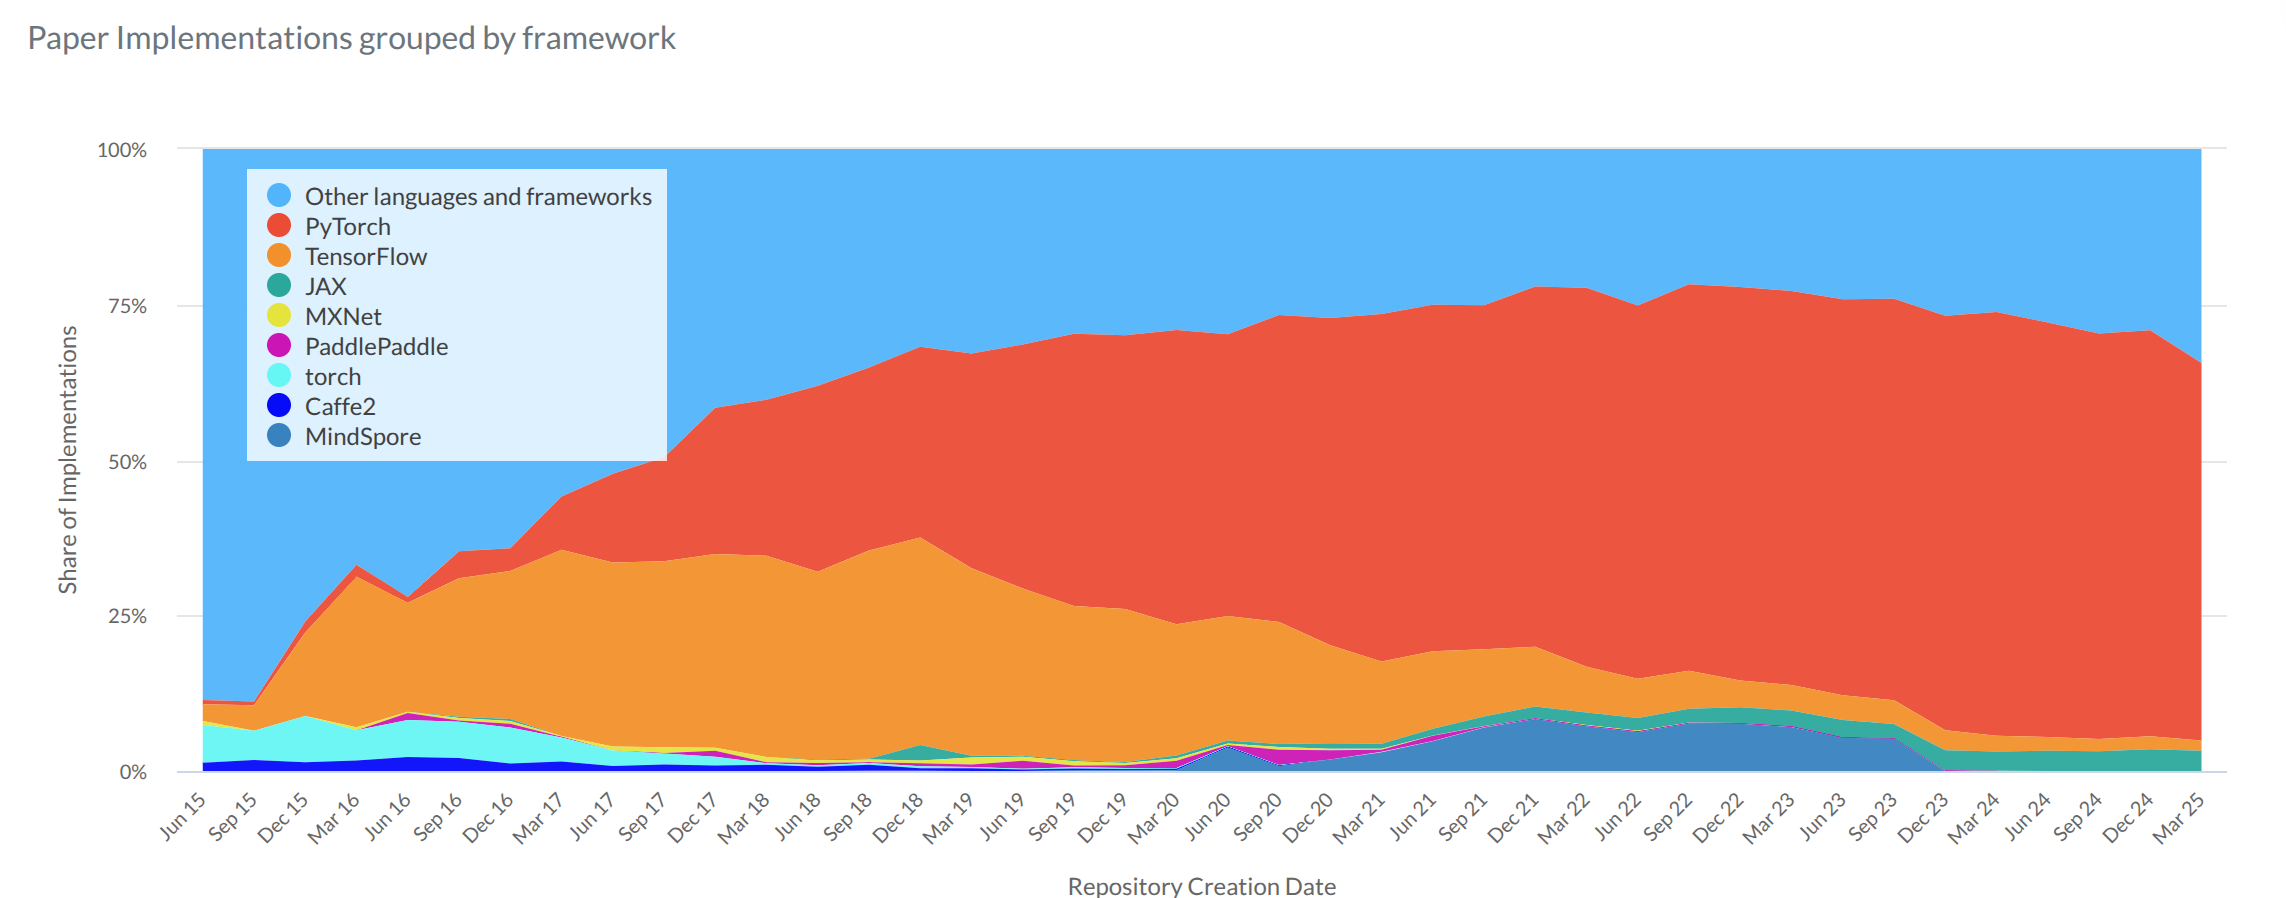 Paper Implementations grouped by framework
100%
75%
50%
25%
0%
Share of Implementations
Other languages and frameworks
PyTorch
TensorFlow
JAX
MXNet
PaddlePaddle
torch
Caffe2
MindSpore
Jun 15
Sep 15
Dec 15
Mar 16
Jun 16
Sep 16
Dec 16
Mar 17
Jun 17
Sep 17
Dec 17
Mar 18
Jun 18
Sep 18
Dec 18
Mar 19
Jun 19
Sep 19
Dec 19
Mar 20
Jun 20
Sep 20
Dec 20
Mar 21
Jun 21
Sep 21
Dec 21
Mar 22
Jun 22
Sep 22
Dec 22
Mar 23
Jun 23
Sep 23
Dec 23
Mar 24
Jun 24
Sep 24
Dec 24
Mar 25
Repository Creation Date